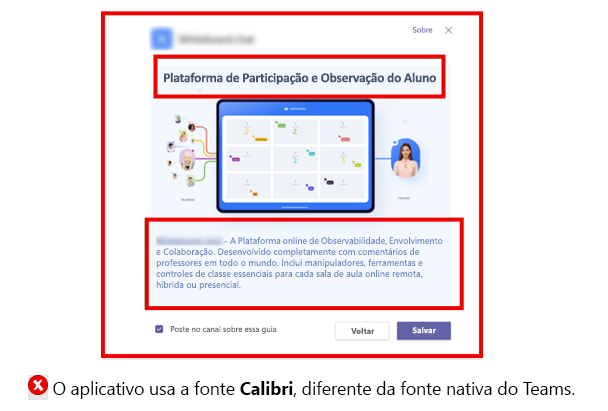 Sobre
Plataforma de Participação e Observação do Aluno
- A Plataforma online de Observabilidade, Envolvimento
e Colaboração. Desenvolvido completamente com comentários de
professores em todo o mundo. Inclui manipuladores, ferramentas e
controles de classe essenciais para cada sala de aula online remota,
híbrida ou presencial.
Poste no canal sobre essa guia
Voltar
Salvar
O aplicativo usa a fonte Calibri, diferente da fonte nativa do Teams.